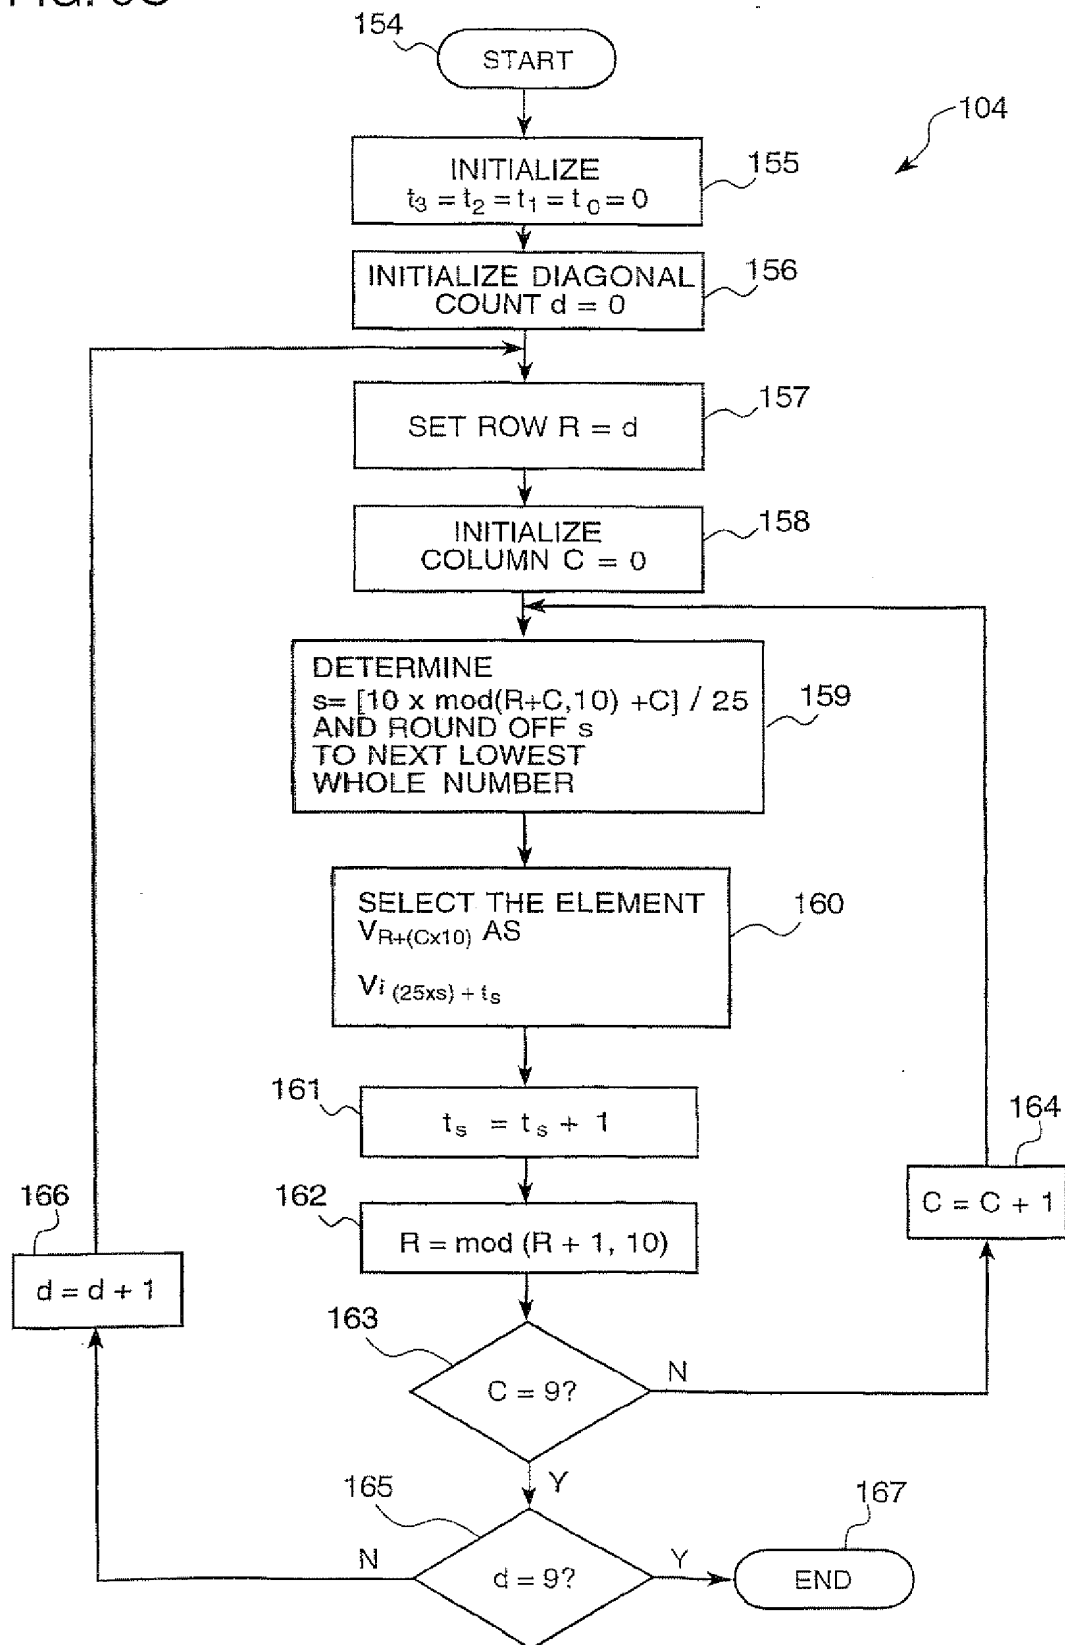 154
START
104
INITIALIZE
t3 = t2 = t1 = t0 = 0
155
INITIALIZE DIAGONAL
COUNT d = 0
156
SET ROW R = d
157
INITIALIZE
COLUMN C = 0
158
DETERMINE
s= [10 x mod(R+C,10) +C] / 25
AND ROUND OFF s
TO NEXT LOWEST
WHOLE NUMBER
159
SELECT THE ELEMENT
VR+(Cx10) AS
Vi (25xs) + ts
160
161
ts = ts + 1
162
R = mod (R + 1, 10)
164
C = C + 1
166
d = d + 1
163
C = 9?
N
Y
165
d = 9?
N
Y
167
END